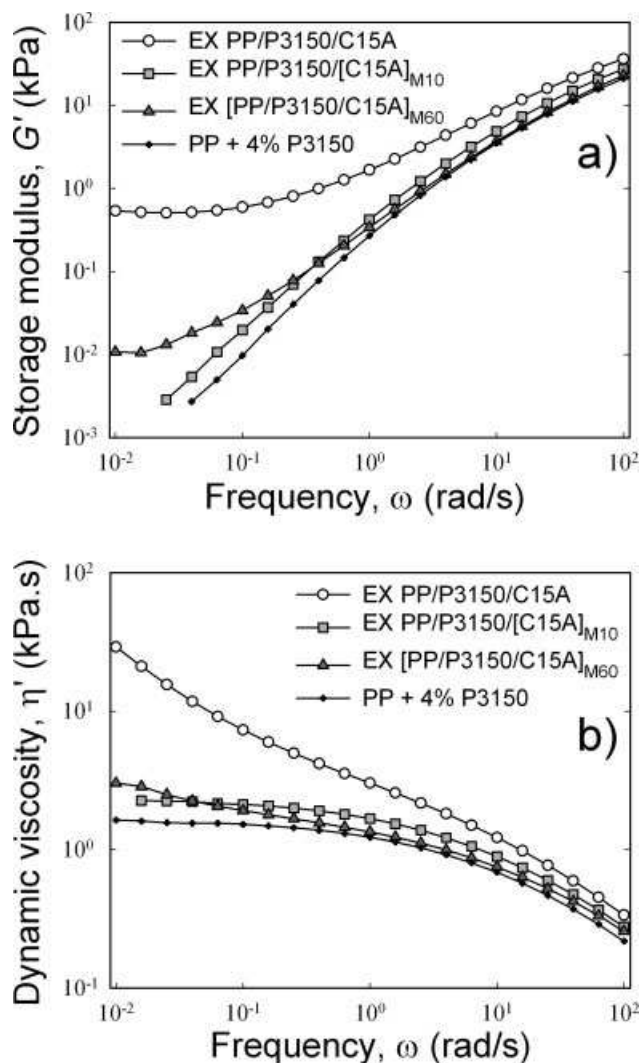 10²
10¹
10⁰
10⁻¹
10⁻²
10⁻³
Storage modulus, G′ (kPa)
EX PP/P3150/C15A
EX PP/P3150/[C15A]M10
EX [PP/P3150/C15A]M60
PP + 4% P3150
a)
10⁻² 10⁻¹ 10⁰ 10¹ 10²
Frequency, ω (rad/s)
10²
10¹
10⁰
10⁻¹
Dynamic viscosity, η' (kPa.s)
EX PP/P3150/C15A
EX PP/P3150/[C15A]M10
EX [PP/P3150/C15A]M60
PP + 4% P3150
b)
10⁻² 10⁻¹ 10⁰ 10¹ 10²
Frequency, ω (rad/s)